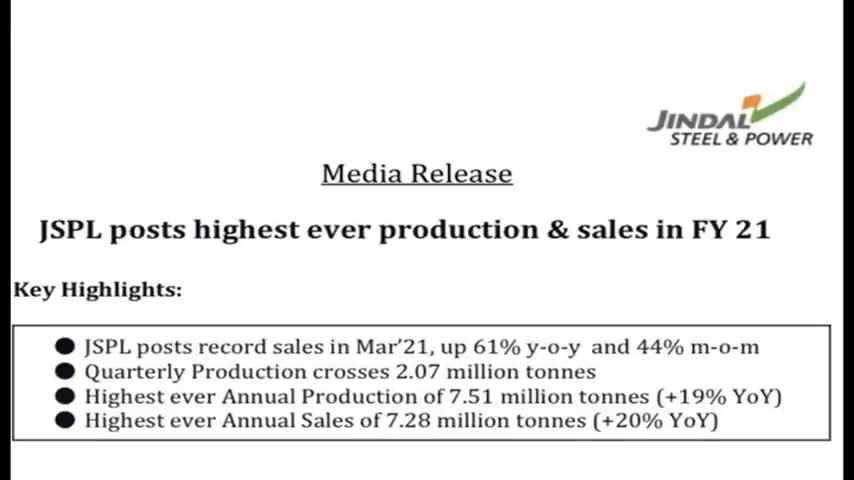 JINDAL
STEEL & POWER
Media Release
JSPL posts highest ever production & sales in FY 21
Key Highlights:
● JSPL posts record sales in Mar’21, up 61% y-o-y and 44% m-o-m
● Quarterly Production crosses 2.07 million tonnes
● Highest ever Annual Production of 7.51 million tonnes (+19% YoY)
● Highest ever Annual Sales of 7.28 million tonnes (+20% YoY)